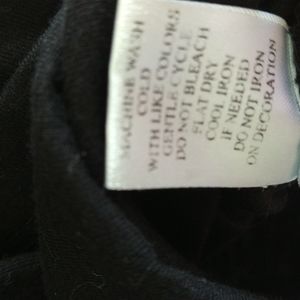 MACHINE WASH
COLD
WITH LIKE COLORS
GENTLE CYCLE
DO NOT BLEACH
FLAT DRY
COOL IRON
IF NEEDED
DO NOT IRON
ON DECORATION